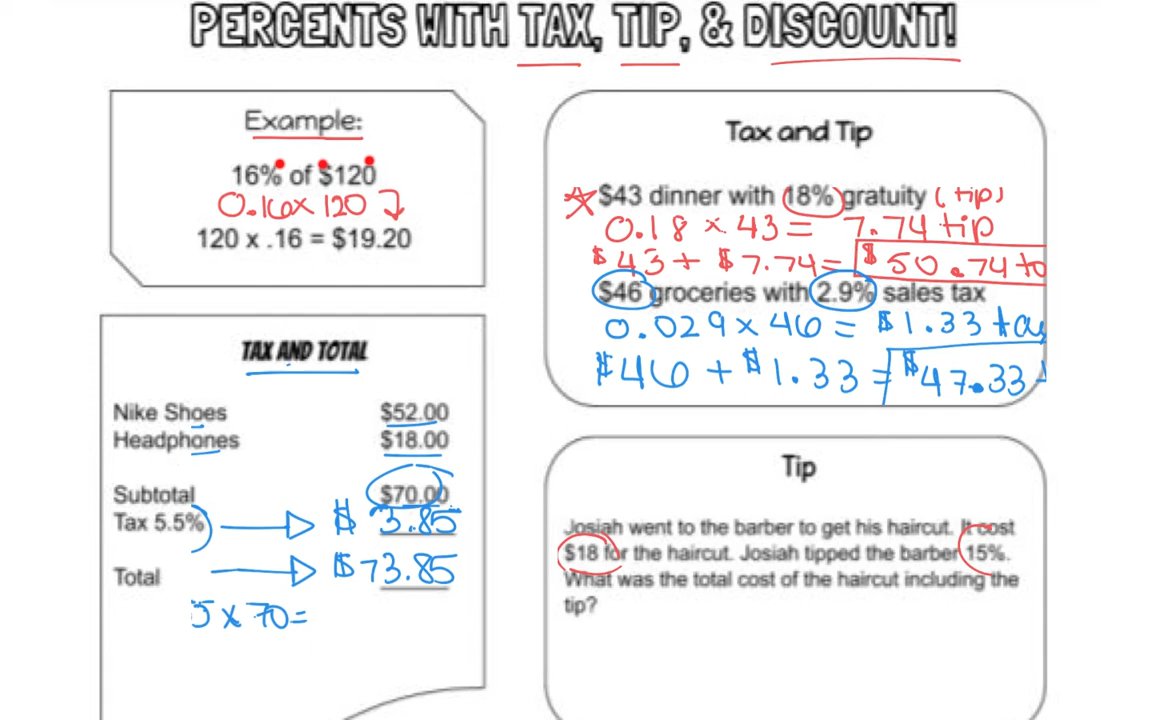 PERCENTS WITH TAX, TIP, & DISCOUNT!
Example:
16% of $120
0.16x 120
120 x .16 = $19.20
TAX AND TOTAL
Nike Shoes $52.00
Headphones $18.00
Subtotal $70.00
Tax 5.5% $ 3.85
Total $73.85
5 x 70=
Tax and Tip
$43 dinner with 18% gratuity (tip)
0.18 x 43 = 7.74 tip
$43 + $7.74 = $50.74 to
$46 groceries with 2.9% sales tax
0.029 x 46 = $1.33 tax
$46 + $1.33 = $47.33
Tip
Josiah went to the barber to get his haircut. It cost
$18 for the haircut. Josiah tipped the barber 15%.
What was the total cost of the haircut including the
tip?